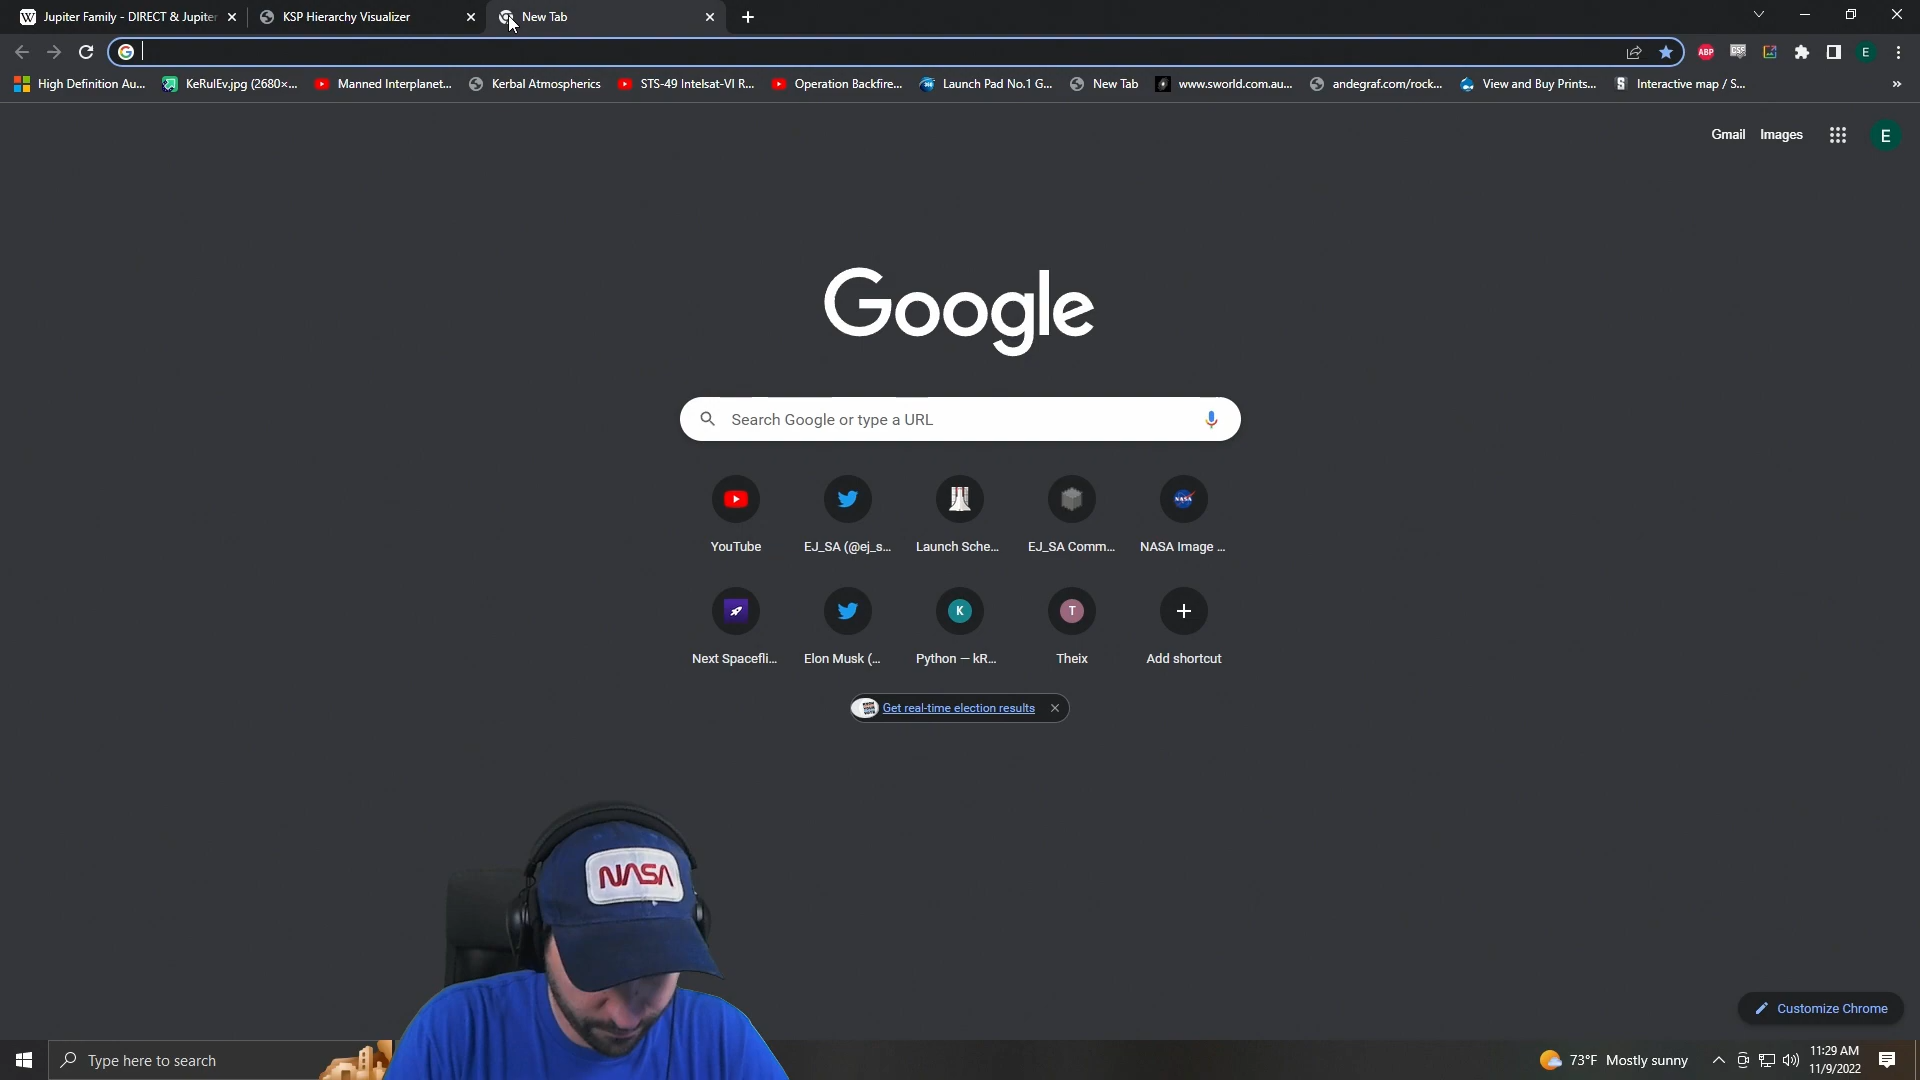 Jupiter Family - DIRECT & Jupiter
KSP Hierarchy Visualizer
New Tab
High Definition Au...
KeRulEv.jpg (2680×...
Manned Interplanet...
Kerbal Atmospherics
STS-49 Intelsat-VI R...
Operation Backfire...
Launch Pad No.1 G...
New Tab
www.sworld.com.au...
andegraf.com/rock...
View and Buy Prints...
Interactive map / S...
»
ABP
E
Gmail
Images
E
Google
Search Google or type a URL
YouTube
EJ_SA (@ej_s...
Launch Sche...
EJ_SA Comm...
NASA Image ...
K
T
Next Spacefli...
Elon Musk (...
Python — kR...
Theix
Add shortcut
Get real-time election results
NASA
Customize Chrome
Type here to search
73°F Mostly sunny
11:29 AM
11/9/2022